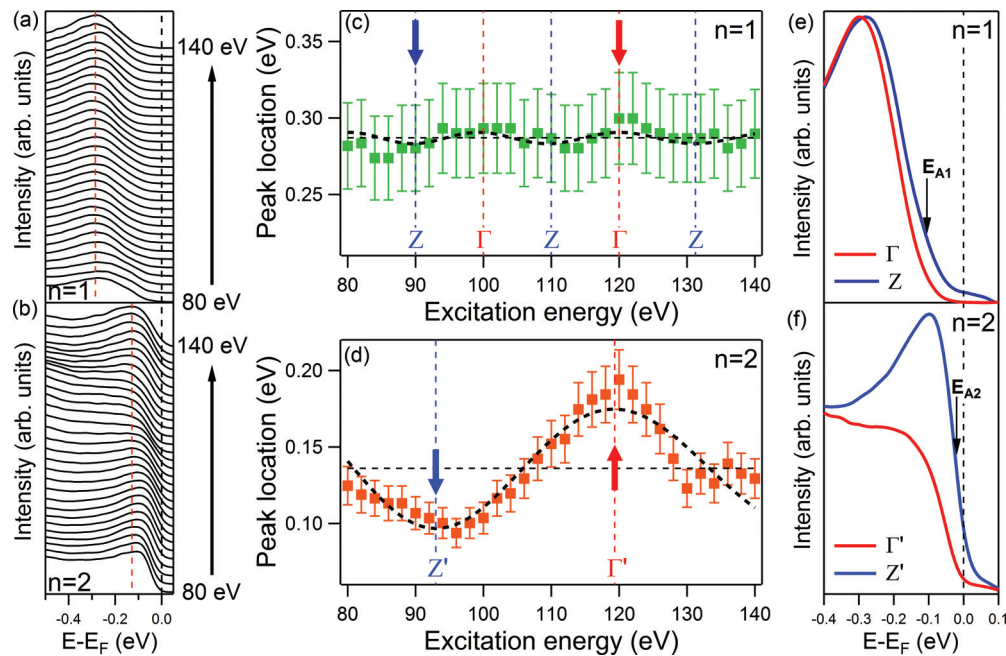 (a)
Intensity (arb. units)
n=1
140 eV
80 eV
(b)
Intensity (arb. units)
n=2
140 eV
80 eV
-0.4
-0.2
0.0
E-EF (eV)
(c)
n=1
Peak location (eV)
0.35
0.30
0.25
Z
Γ
Z
Γ
Z
80
90
100
110
120
130
140
Excitation energy (eV)
(d)
n=2
Peak location (eV)
0.20
0.15
0.10
Z'
Γ'
80
90
100
110
120
130
140
Excitation energy (eV)
(e)
n=1
Intensity (arb. units)
EA1
Γ
Z
(f)
n=2
Intensity (arb. units)
EA2
Γ'
Z'
-0.4
-0.3
-0.2
-0.1
0.0
0.1
E-EF (eV)